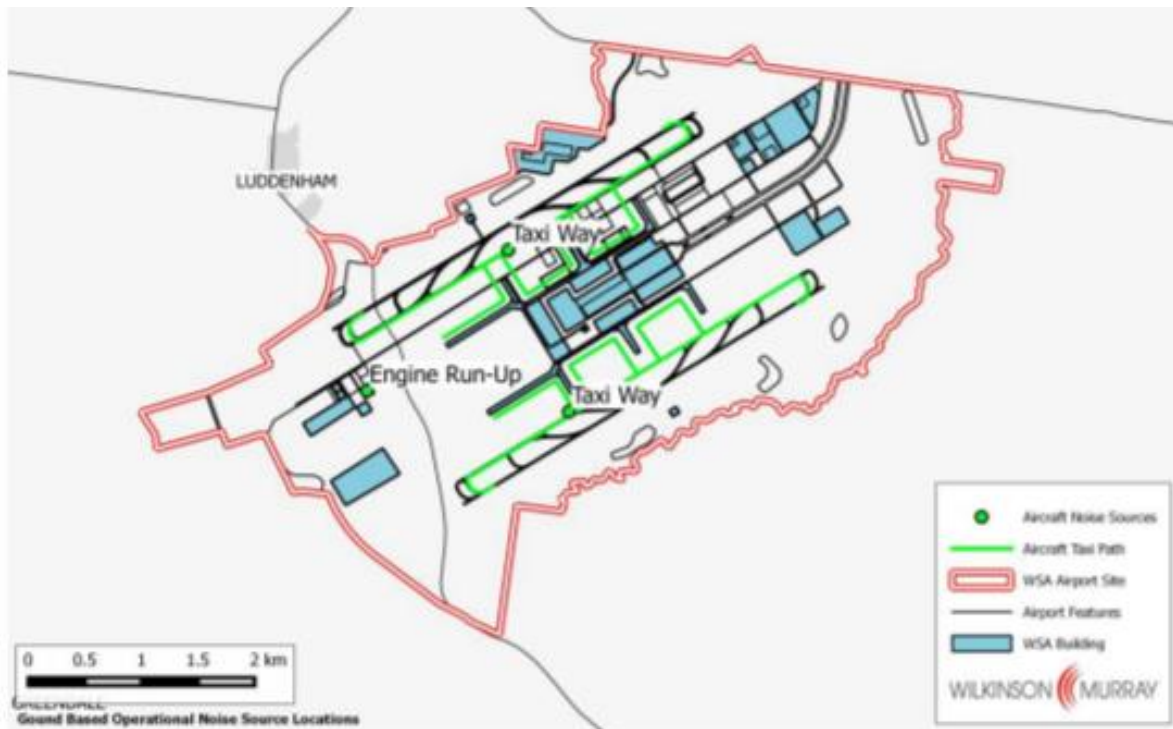 LUDDENHAM
Taxi Way
Engine Run-Up
Taxi Way
Aircraft Noise Sources
Aircraft Taxi Path
WSA Airport Site
Airport Features
WSA Building
WILKINSON MURRAY
0 0.5 1 1.5 2 km
Gound Based Operational Noise Source Locations